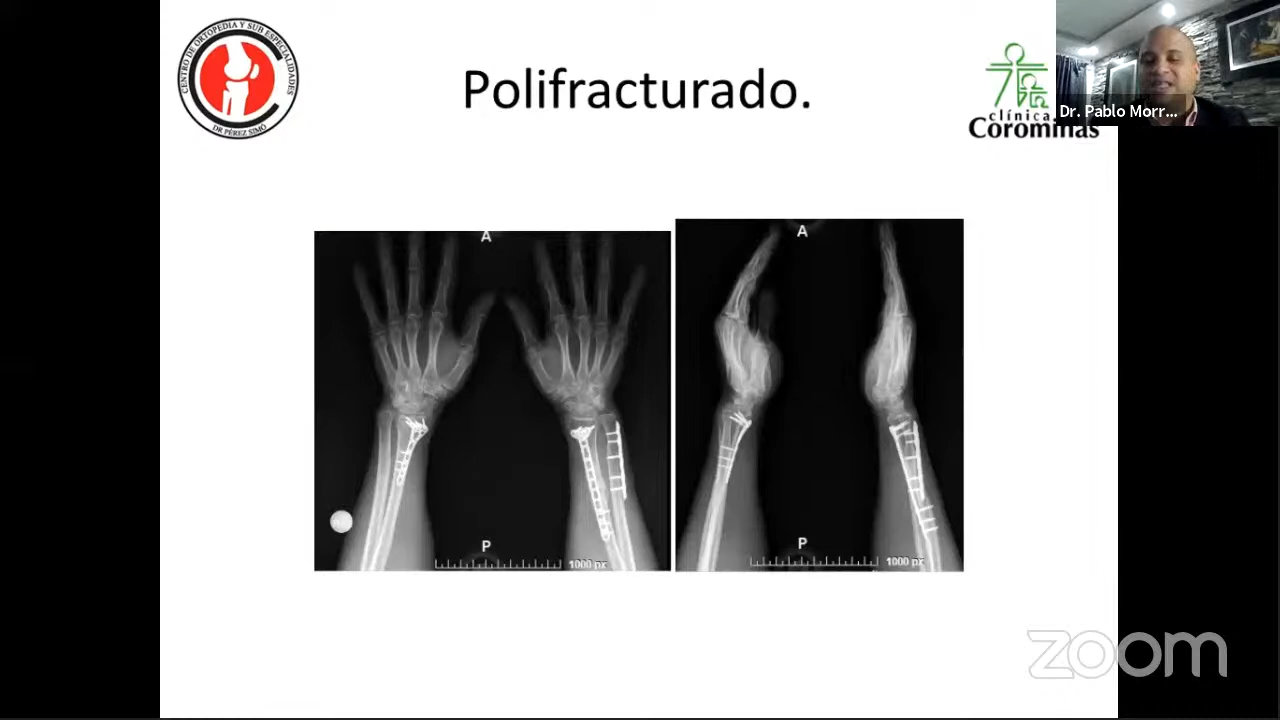 CENTRO DE ORTOPEDIA Y SUB ESPECIALIDADES
DR PÉREZ SIMÓ
Polifracturado.
clínica
Corominas
Dr. Pablo Morr...
A
P
1000 px
A
P
1000 px
zoom